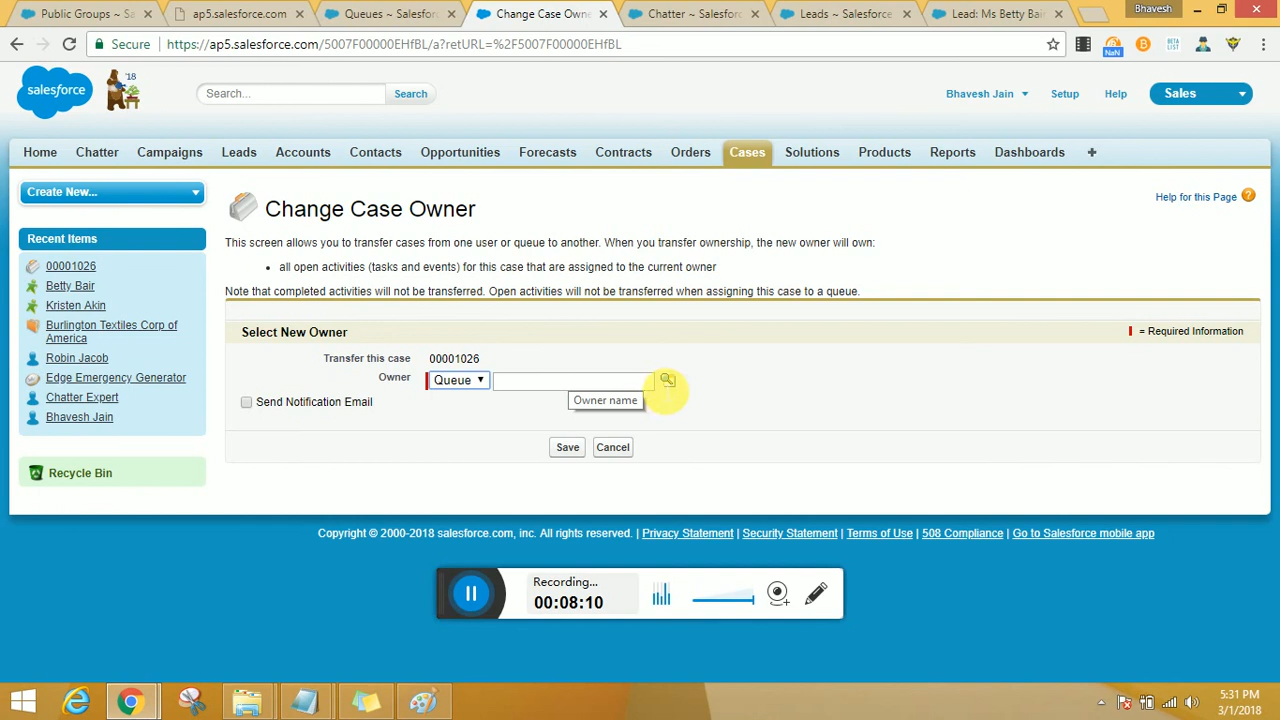 Public Groups ~ Sa
ap5.salesforce.com
Queues ~ Salesfor
Change Case Owne
Chatter ~ Salesfor
Leads ~ Salesforce
Lead: Ms Betty Bair
Bhavesh
Secure
https://ap5.salesforce.com/5007F00000EHfBL/a?retURL=%2F5007F00000EHfBL
NaN
BETA LIST
salesforce
'18
Search...
Search
Bhavesh Jain
Setup
Help
Sales
Home
Chatter
Campaigns
Leads
Accounts
Contacts
Opportunities
Forecasts
Contracts
Orders
Cases
Solutions
Products
Reports
Dashboards
+
Create New...
Recent Items
00001026
Betty Bair
Kristen Akin
Burlington Textiles Corp of
America
Robin Jacob
Edge Emergency Generator
Chatter Expert
Bhavesh Jain
Recycle Bin
Change Case Owner
Help for this Page
This screen allows you to transfer cases from one user or queue to another. When you transfer ownership, the new owner will own:
• all open activities (tasks and events) for this case that are assigned to the current owner
Note that completed activities will not be transferred. Open activities will not be transferred when assigning this case to a queue.
Select New Owner
= Required Information
Transfer this case
00001026
Owner
Queue
Owner name
Send Notification Email
Save
Cancel
Copyright © 2000-2018 salesforce.com, inc. All rights reserved. | Privacy Statement | Security Statement | Terms of Use | 508 Compliance | Go to Salesforce mobile app
Recording...
00:08:10
5:31 PM
3/1/2018